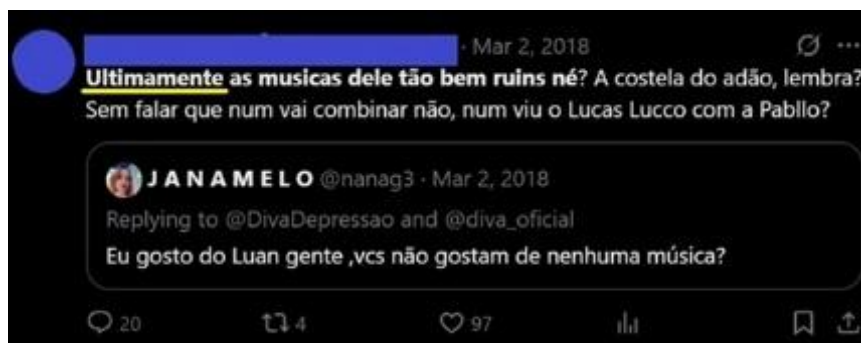 · Mar 2, 2018
Ultimamente as musicas dele tão bem ruins né? A costela do adão, lembra?
Sem falar que num vai combinar não, num viu o Lucas Lucco com a Pabllo?
J A N A M E L O @nanag3 · Mar 2, 2018
Replying to @DivaDepressao and @diva_oficial
Eu gosto do Luan gente ,vcs não gostam de nenhuma música?
20 4 97